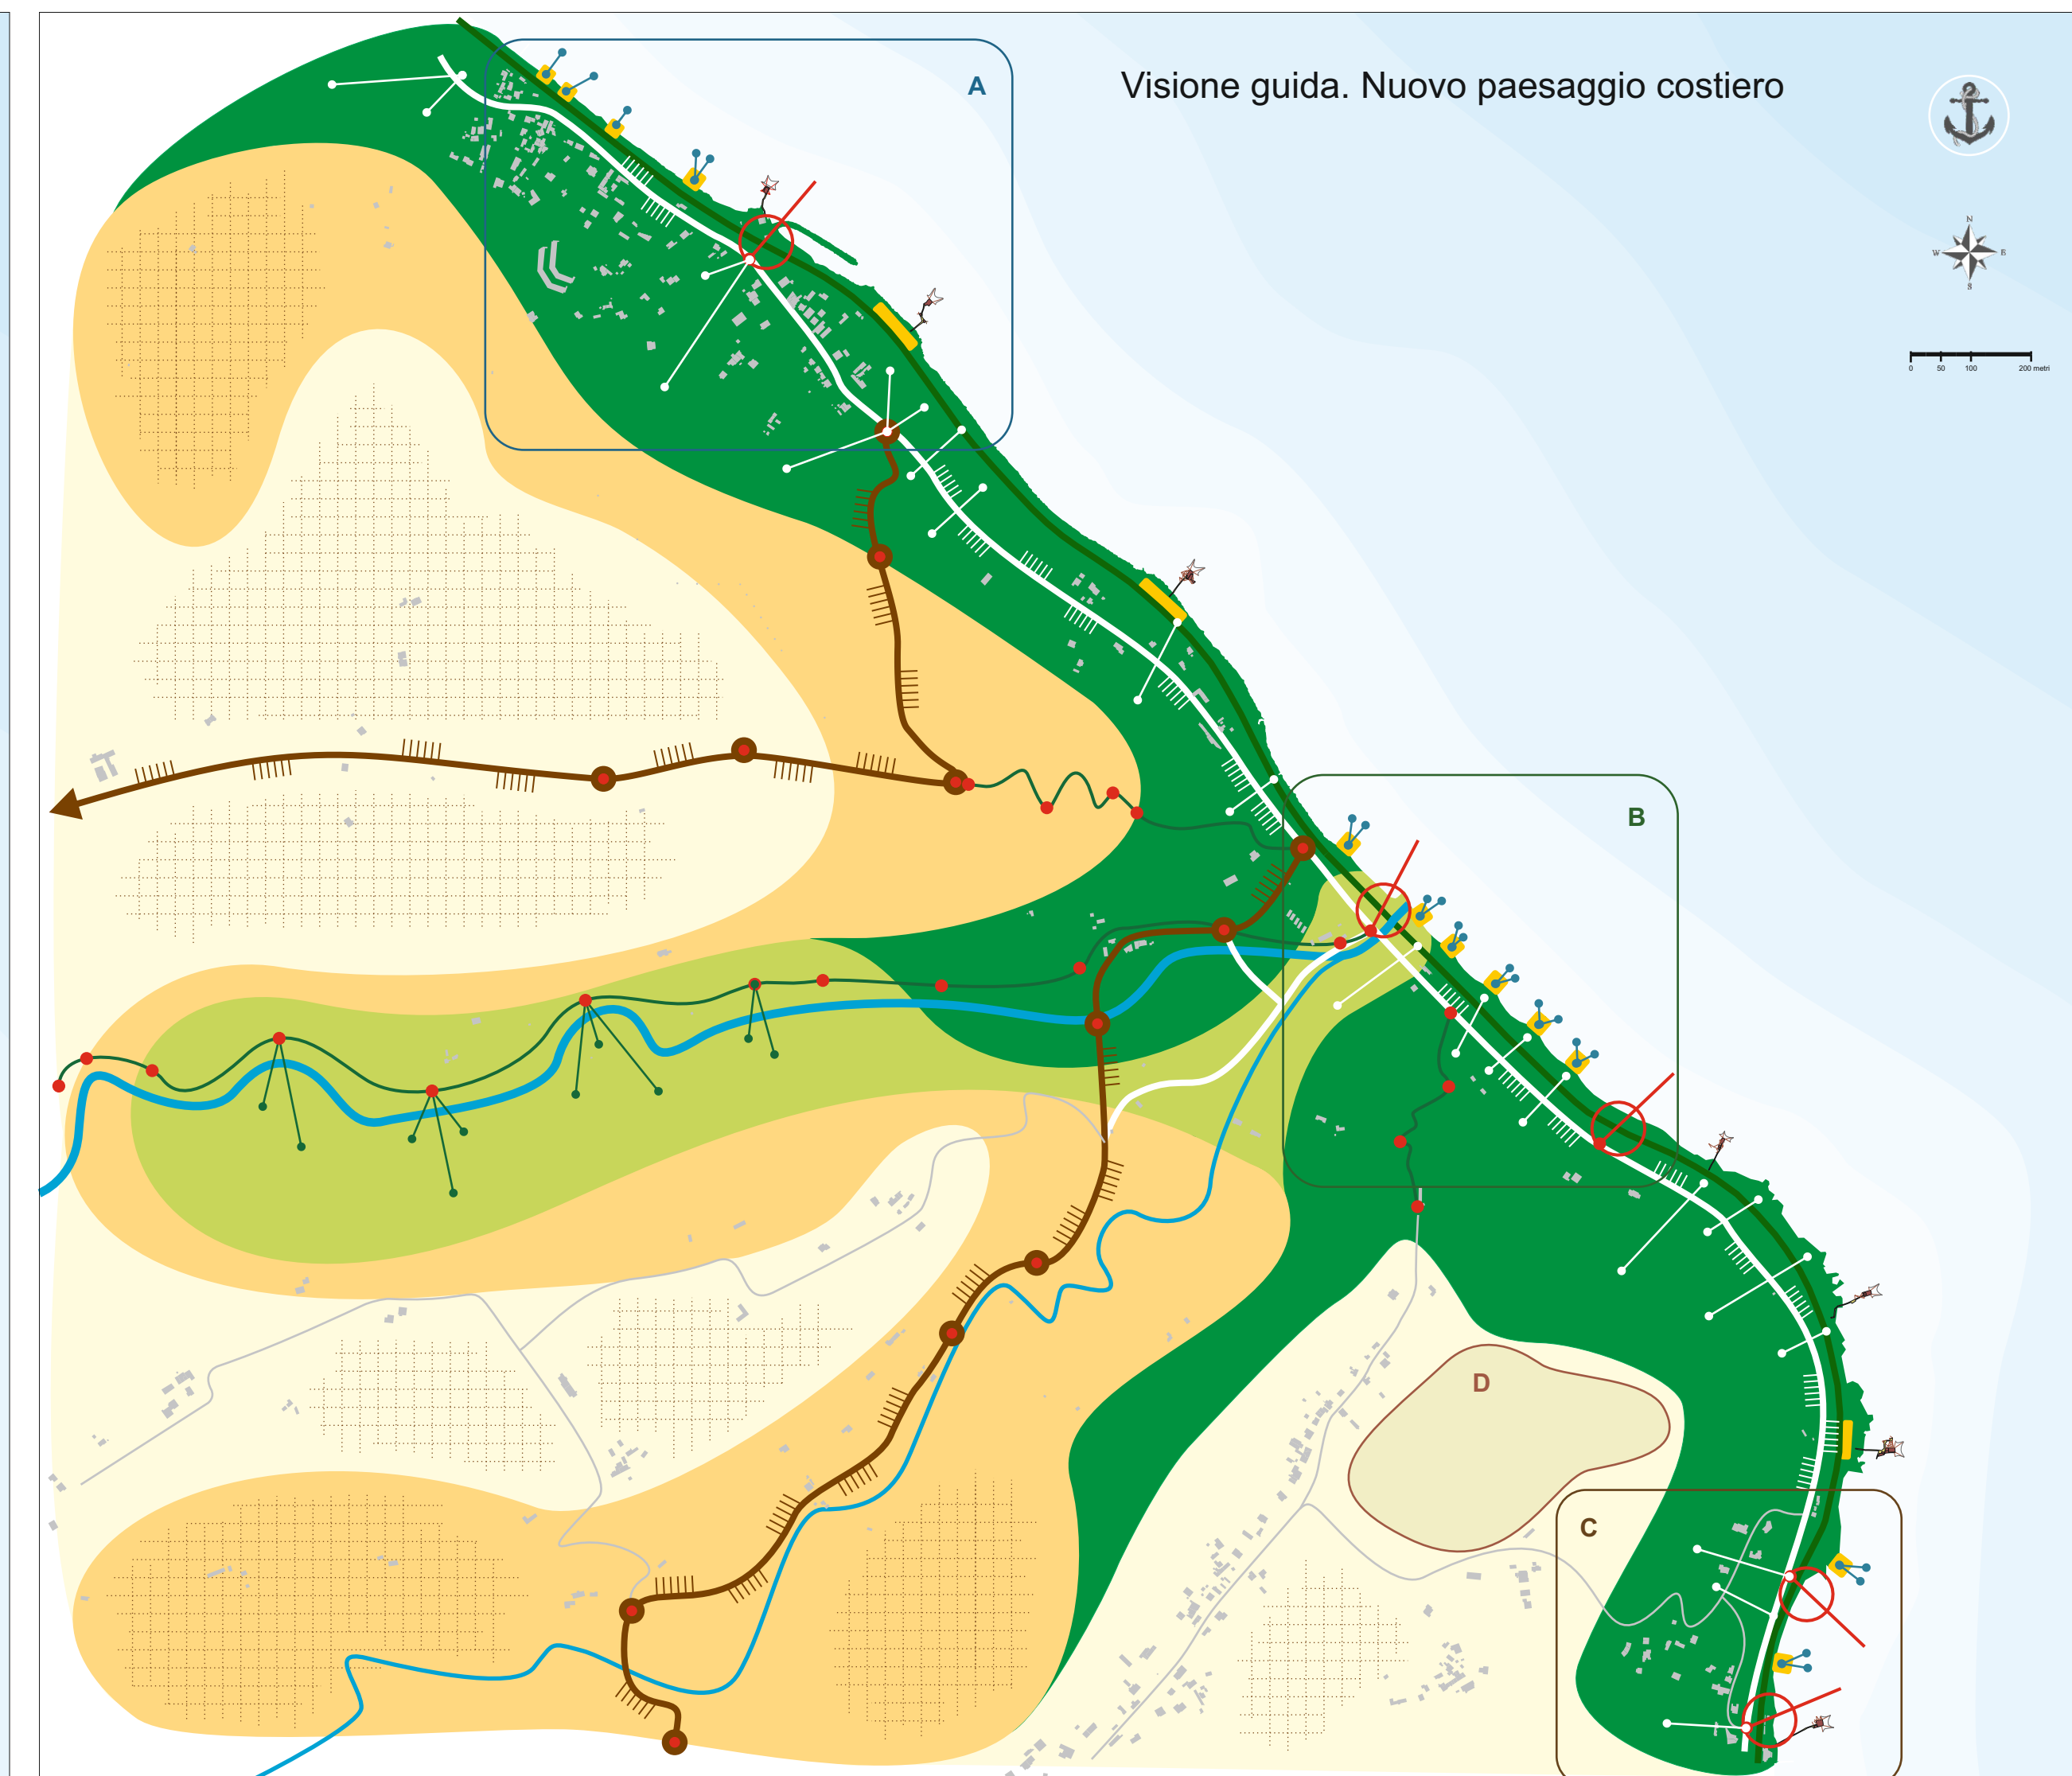 A
Visione guida. Nuovo paesaggio costiero
N
W E
S
0 50 100 200 metri
B
D
C